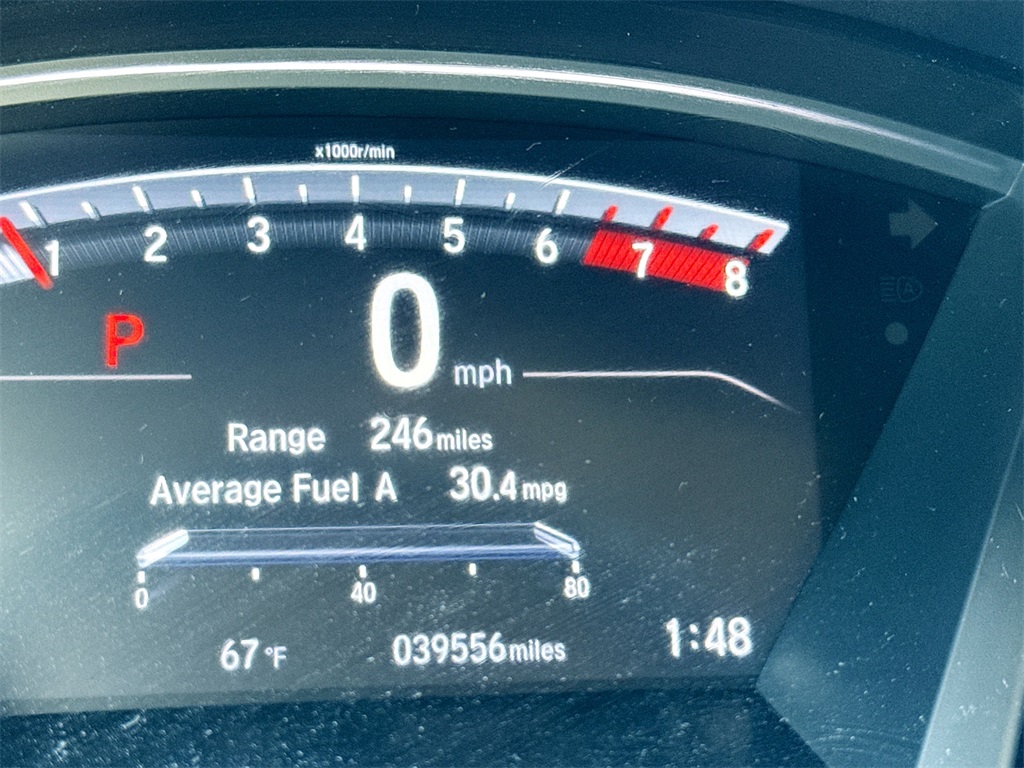 x1000r/min
1 2 3 4 5 6 7 8
P
0 mph
Range 246 miles
Average Fuel A 30.4 mpg
0 40 80
67 °F 039556 miles 1:48